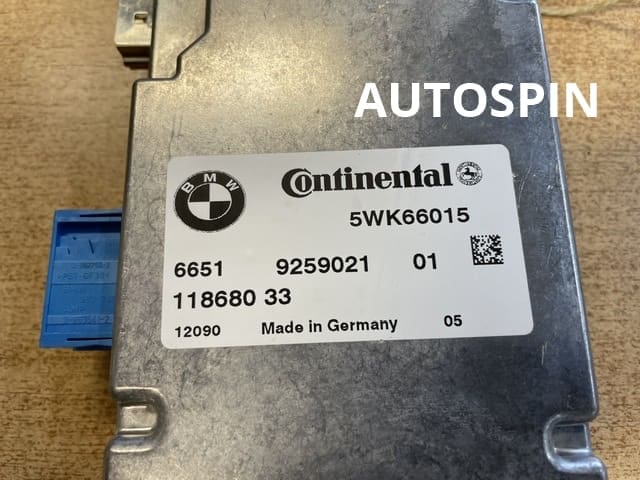 AUTOSPIN
BMW
Continental
5WK66015
6651 9259021 01
118680 33
12090 Made in Germany 05